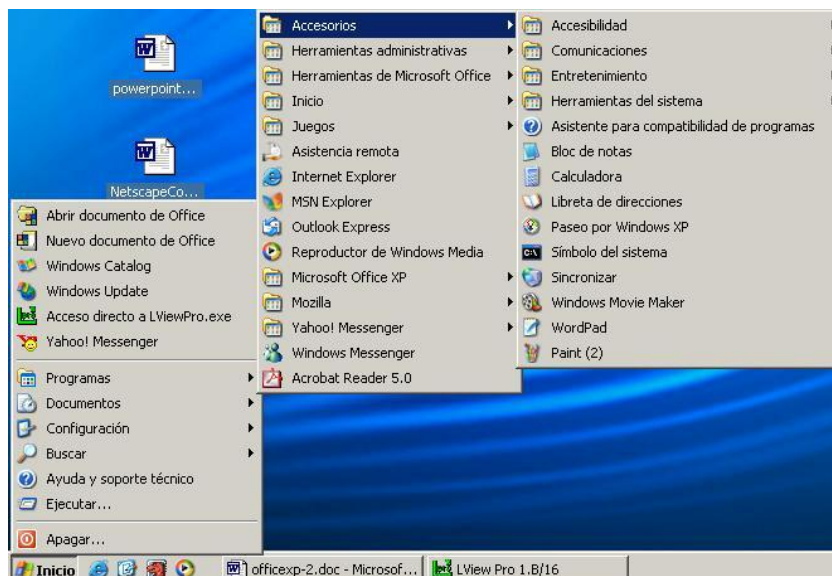 powerpoint...
NetscapeCo...
Abrir documento de Office
Nuevo documento de Office
Windows Catalog
Windows Update
Acceso directo a LViewPro.exe
Yahoo! Messenger
Programas
Documentos
Configuración
Buscar
Ayuda y soporte técnico
Ejecutar...
Apagar...
Accesorios
Herramientas administrativas
Herramientas de Microsoft Office
Inicio
Juegos
Asistencia remota
Internet Explorer
MSN Explorer
Outlook Express
Reproductor de Windows Media
Microsoft Office XP
Mozilla
Yahoo! Messenger
Windows Messenger
Acrobat Reader 5.0
Accesibilidad
Comunicaciones
Entretenimiento
Herramientas del sistema
Asistente para compatibilidad de programas
Bloc de notas
Calculadora
Libreta de direcciones
Paseo por Windows XP
Símbolo del sistema
Sincronizar
Windows Movie Maker
WordPad
Paint (2)
Inicio
officexp-2.doc - Microsof...
LView Pro 1.B/16